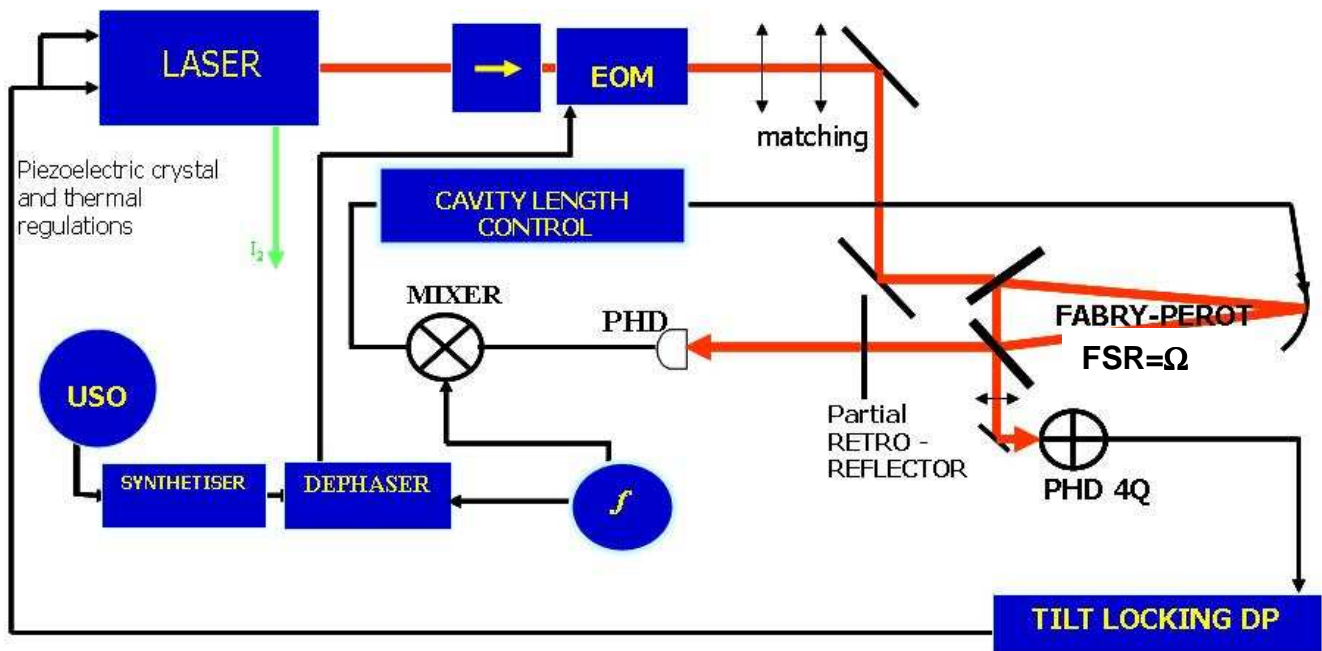 LASER
EOM
matching
Piezoelectric crystal
and thermal
regulations
I2
CAVITY LENGTH
CONTROL
MIXER
PHD
FABRY-PEROT
FSR=Ω
USO
Partial
RETRO -
REFLECTOR
SYNTHETISER
DEPHASER
f
PHD 4Q
TILT LOCKING DP